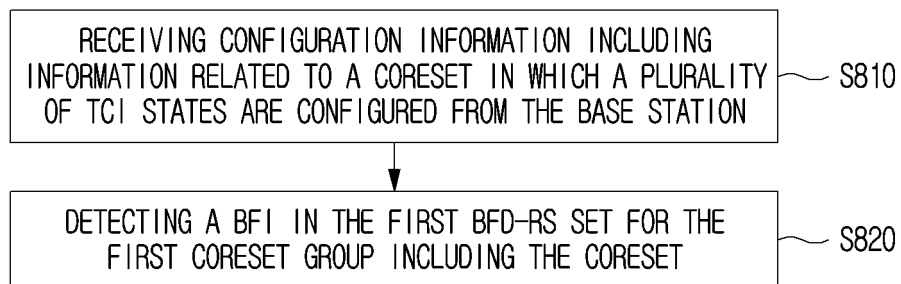 RECEIVING CONFIGURATION INFORMATION INCLUDING
INFORMATION RELATED TO A CORESET IN WHICH A PLURALITY
OF TCI STATES ARE CONFIGURED FROM THE BASE STATION
S810
DETECTING A BFI IN THE FIRST BFD-RS SET FOR THE
FIRST CORESET GROUP INCLUDING THE CORESET
S820